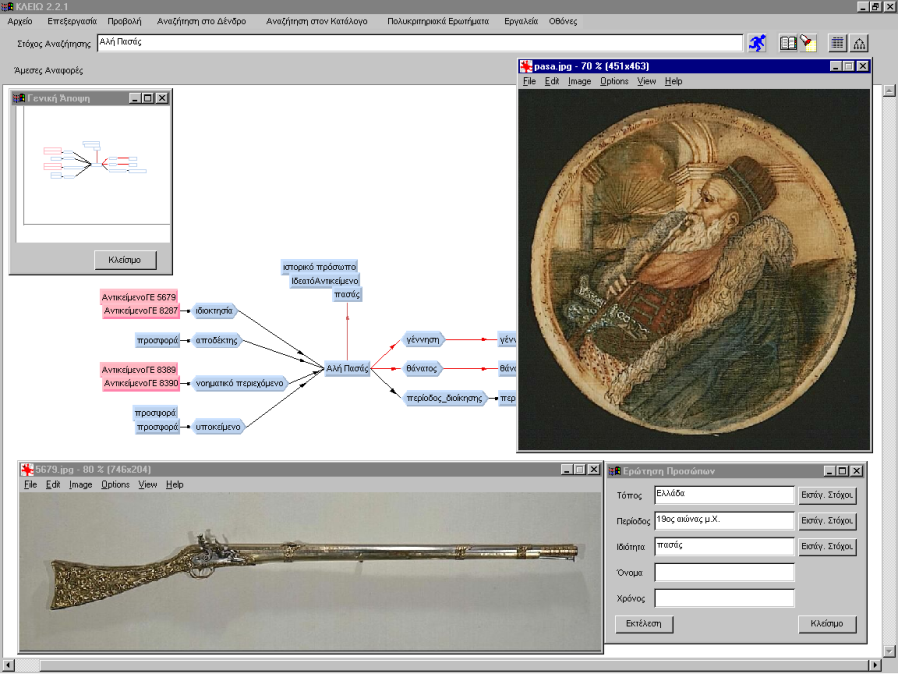 ΚΛΕΙΩ 2.2.1
Αρχείο Επεξεργασία Προβολή Αναζήτηση στο Δένδρο Αναζήτηση στον Κατάλογο Πολυκριτηριακά Ερωτήματα Εργαλεία Οθόνες
Στόχος Αναζήτησης Αλή Πασάς
Άμεσες Αναφορές
Γενική Άποψη
Κλείσιμο
pasa.jpg - 70 % (451x463)
File Edit Image Options View Help
ιστορικό πρόσωπο
ΙδεατόΑντικείμενο
πασάς
ΑντικείμενοΓΕ 5679
ΑντικείμενοΓΕ 8287 ιδιοκτησία
προσφορά αποδέκτης
ΑντικείμενοΓΕ 8389
ΑντικείμενοΓΕ 8390 νοηματικό περιεχόμενο
προσφορά
προσφορά υποκείμενο
Αλή Πασάς
γέννηση γένν
θάνατος θάνα
περίοδος_διοίκησης περ
5679.jpg - 80 % (746x204)
File Edit Image Options View Help
Ερώτηση Προσώπων
Τόπος Ελλάδα Εισάγ. Στόχοι
Περίοδος 19ος αιώνας μ.Χ. Εισάγ. Στόχοι
Ιδιότητα πασάς Εισάγ. Στόχοι
Όνομα
Χρόνος
Εκτέλεση Κλείσιμο